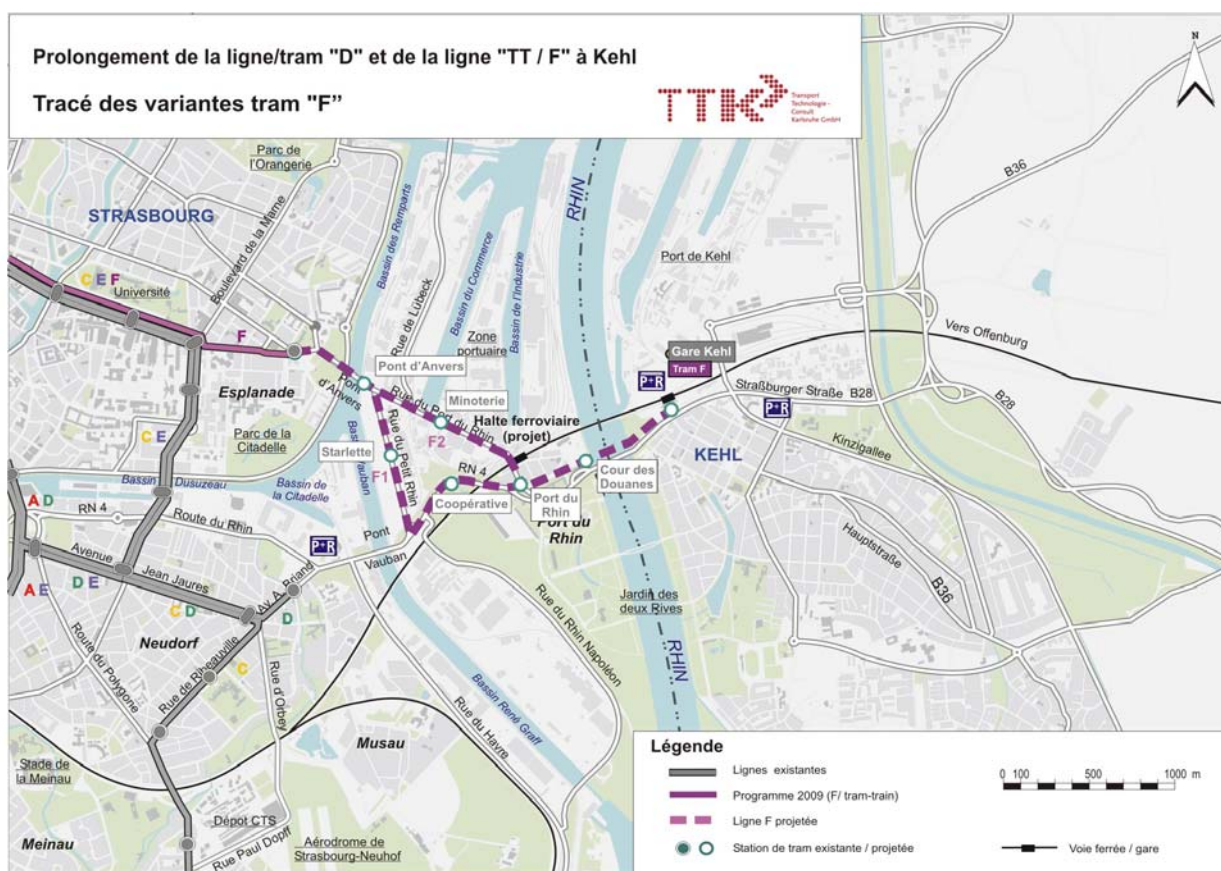 Prolongement de la ligne/tram "D" et de la ligne "TT / F" à Kehl
Tracé des variantes tram "F"
TTK
Transport
Technologie -
Consult
Karlsruhe GmbH
N
Parc de
l'Orangerie
STRASBOURG
Boulevard de la Marne
Bassin des Remparts
Rue de Lübeck
Bassin du Commerce
Bassin de l'Industrie
RHIN
Port de Kehl
B36
C E F
Université
F
Esplanade
Pont
d'Anvers
Pont d'Anvers
Zone
portuaire
Minoterie
Rue du Port du Rhin
F2
Halte ferroviaire
(projet)
Gare Kehl
Tram F
P+R
Vers Offenburg
Straßburger Straße B28
P+R
B28
Kinzigallee
KEHL
C E
Parc de la
Citadelle
Starlette
F1
Rue du Petit Rhin
Bassin Vauban
RN 4
Coopérative
Port du
Rhin
Cour des
Douanes
Port du
Rhin
Bassin Dusuzeau
Bassin de
la Citadelle
A D
RN 4
Route du Rhin
P+R
Pont
Vauban
Avenue Jean Jaures
A E
D E
C D
Av. A. Briand
D
Neudorf
C
Route du Polygone
Rue de Ribeauville
Rue d'Orbey
Hauptstraße
B36
Jardin des
deux Rives
RHIN
Rue du Rhin Napoléon
Bassin René Graff
Rue du Havre
Musau
Stade de
la Meinau
Meinau
Dépot CTS
Rue Paul Dopff
Aérodrome de
Strasbourg-Neuhof
Légende
Lignes existantes
Programme 2009 (F/ tram-train)
Ligne F projetée
Station de tram existante / projetée
0 100 500 1000 m
Voie ferrée / gare